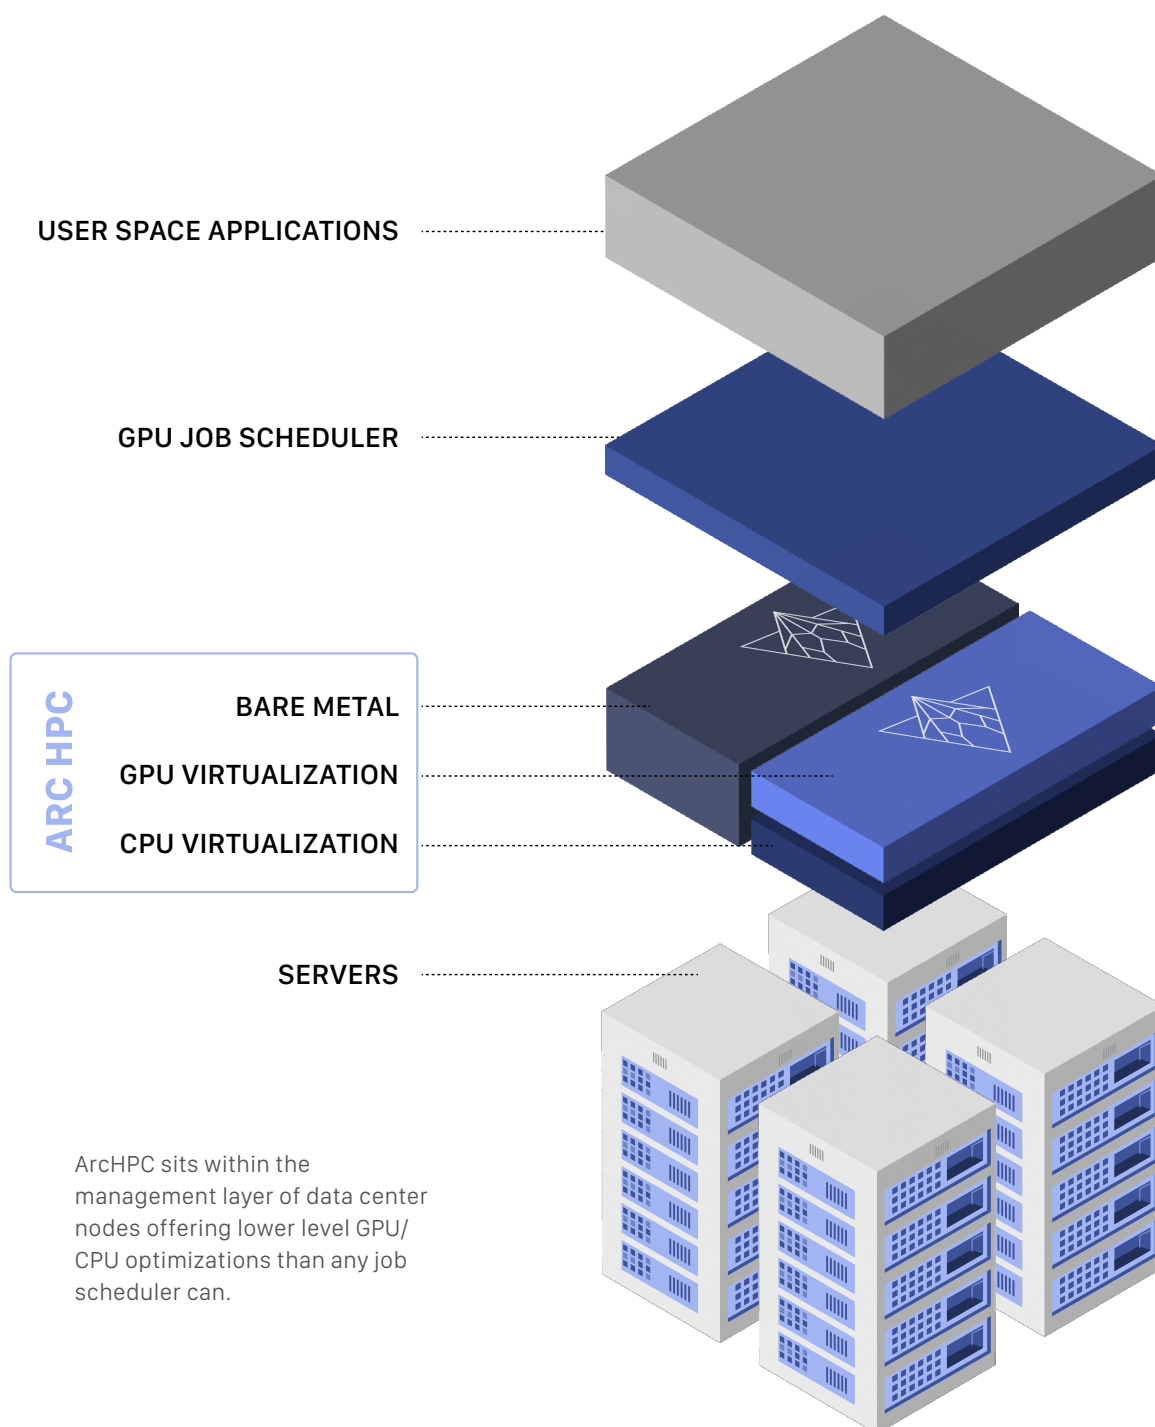 USER SPACE APPLICATIONS
GPU JOB SCHEDULER
ARC HPC
BARE METAL
GPU VIRTUALIZATION
CPU VIRTUALIZATION
SERVERS
ArcHPC sits within the
management layer of data center
nodes offering lower level GPU/
CPU optimizations than any job
scheduler can.